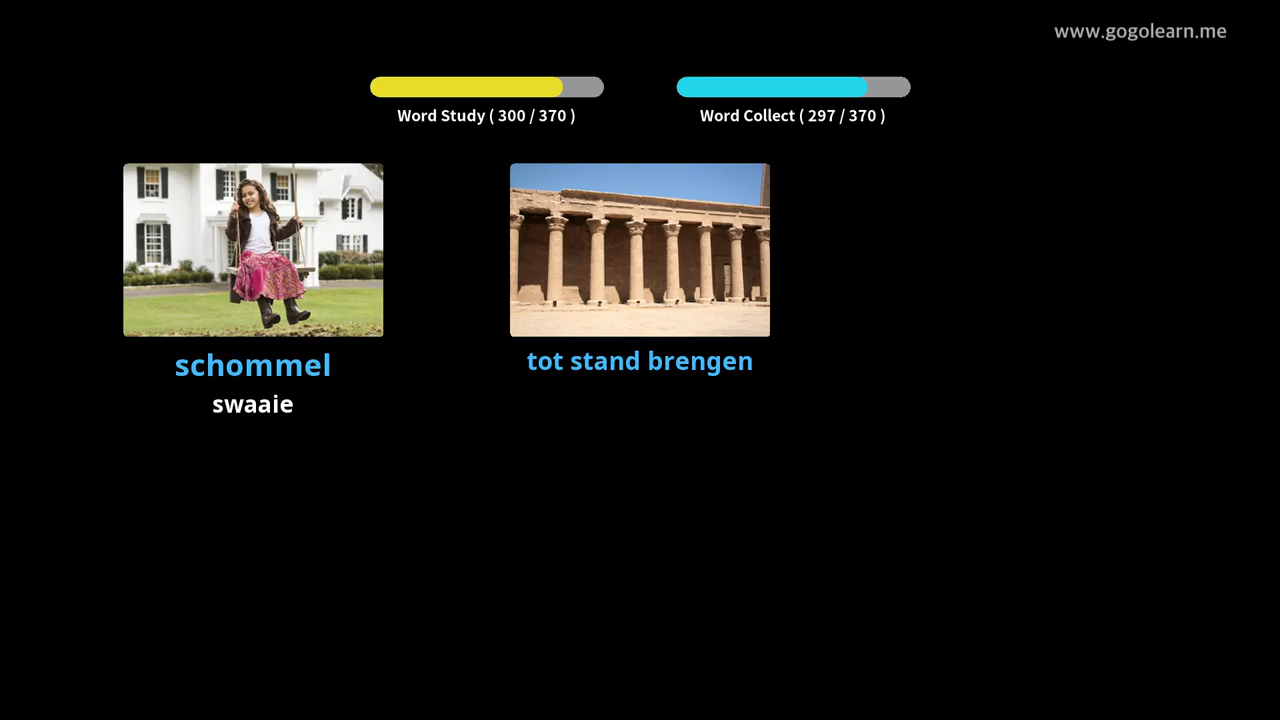 www.gogolearn.me
Word Study ( 300 / 370 )
Word Collect ( 297 / 370 )
schommel
tot stand brengen
swaaie